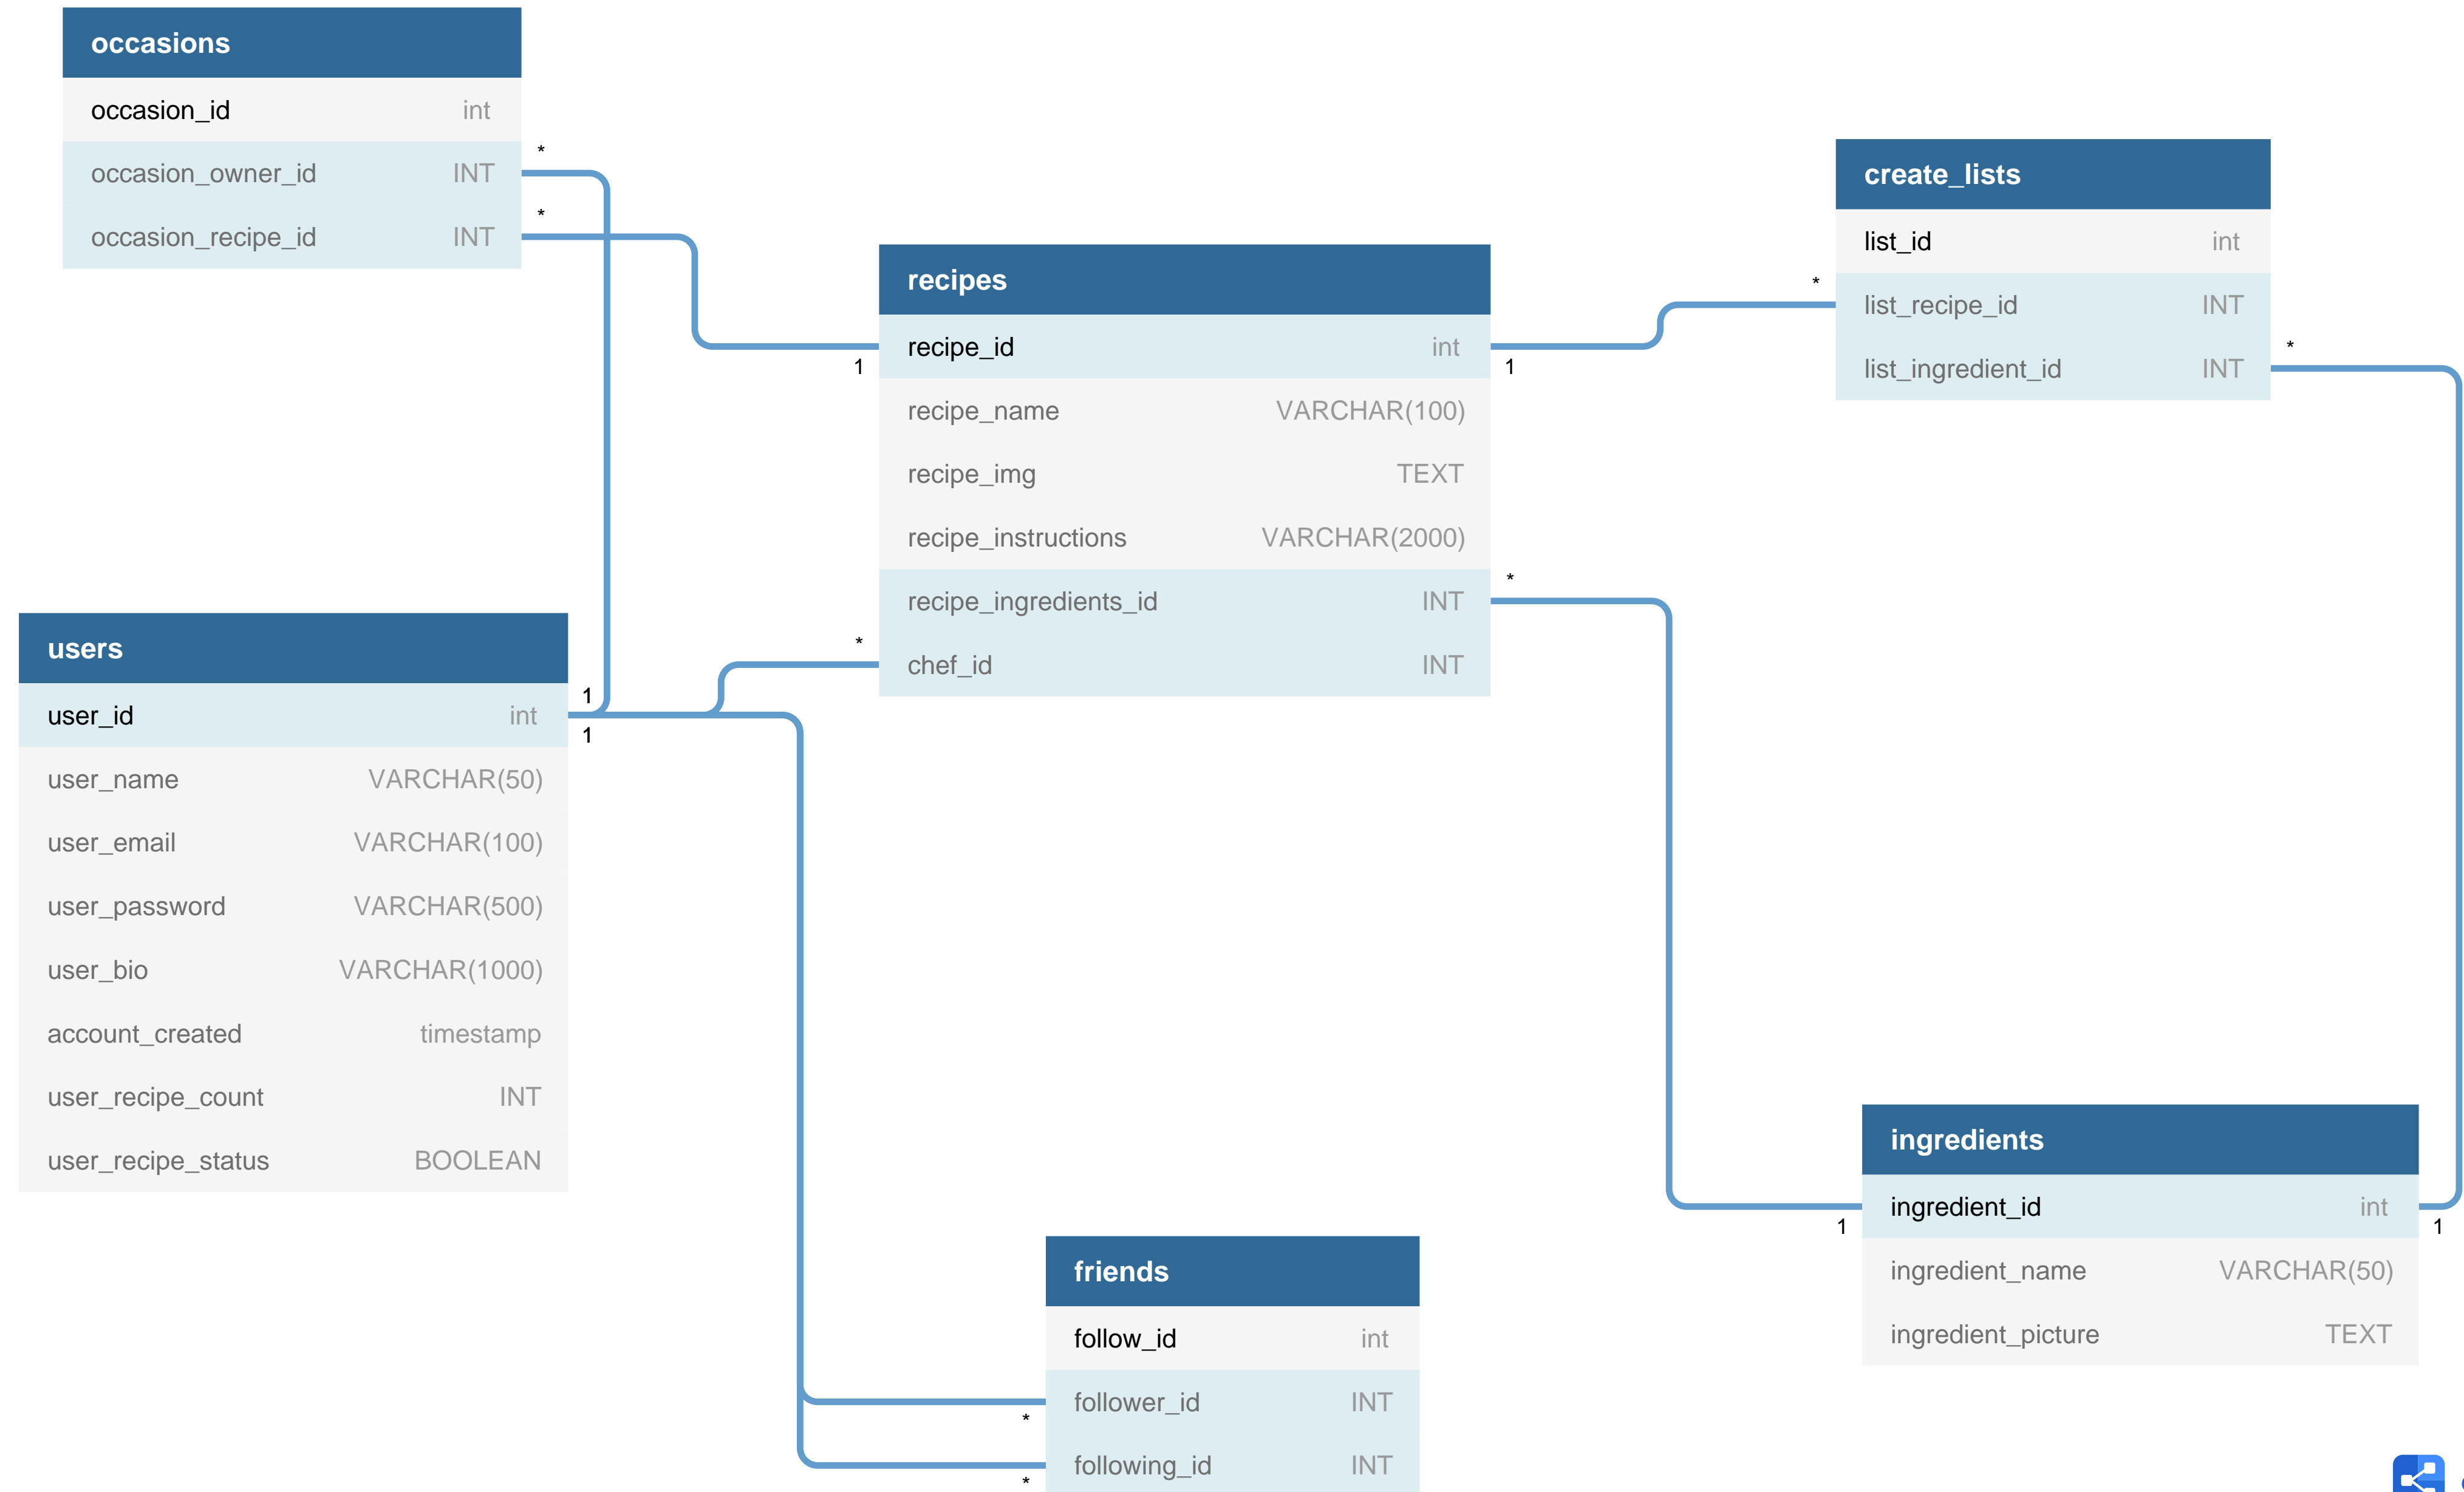 occasions
occasion_id int
*
occasion_owner_id INT
*
occasion_recipe_id INT
create_lists
list_id int
*
list_recipe_id INT
*
list_ingredient_id INT
recipes
recipe_id int
1
1
recipe_name VARCHAR(100)
recipe_img TEXT
recipe_instructions VARCHAR(2000)
*
recipe_ingredients_id INT
*
chef_id INT
users
1
user_id int
1
user_name VARCHAR(50)
user_email VARCHAR(100)
user_password VARCHAR(500)
user_bio VARCHAR(1000)
account_created timestamp
user_recipe_count INT
user_recipe_status BOOLEAN
ingredients
ingredient_id int
1
1
ingredient_name VARCHAR(50)
ingredient_picture TEXT
friends
follow_id int
follower_id INT
*
following_id INT
*